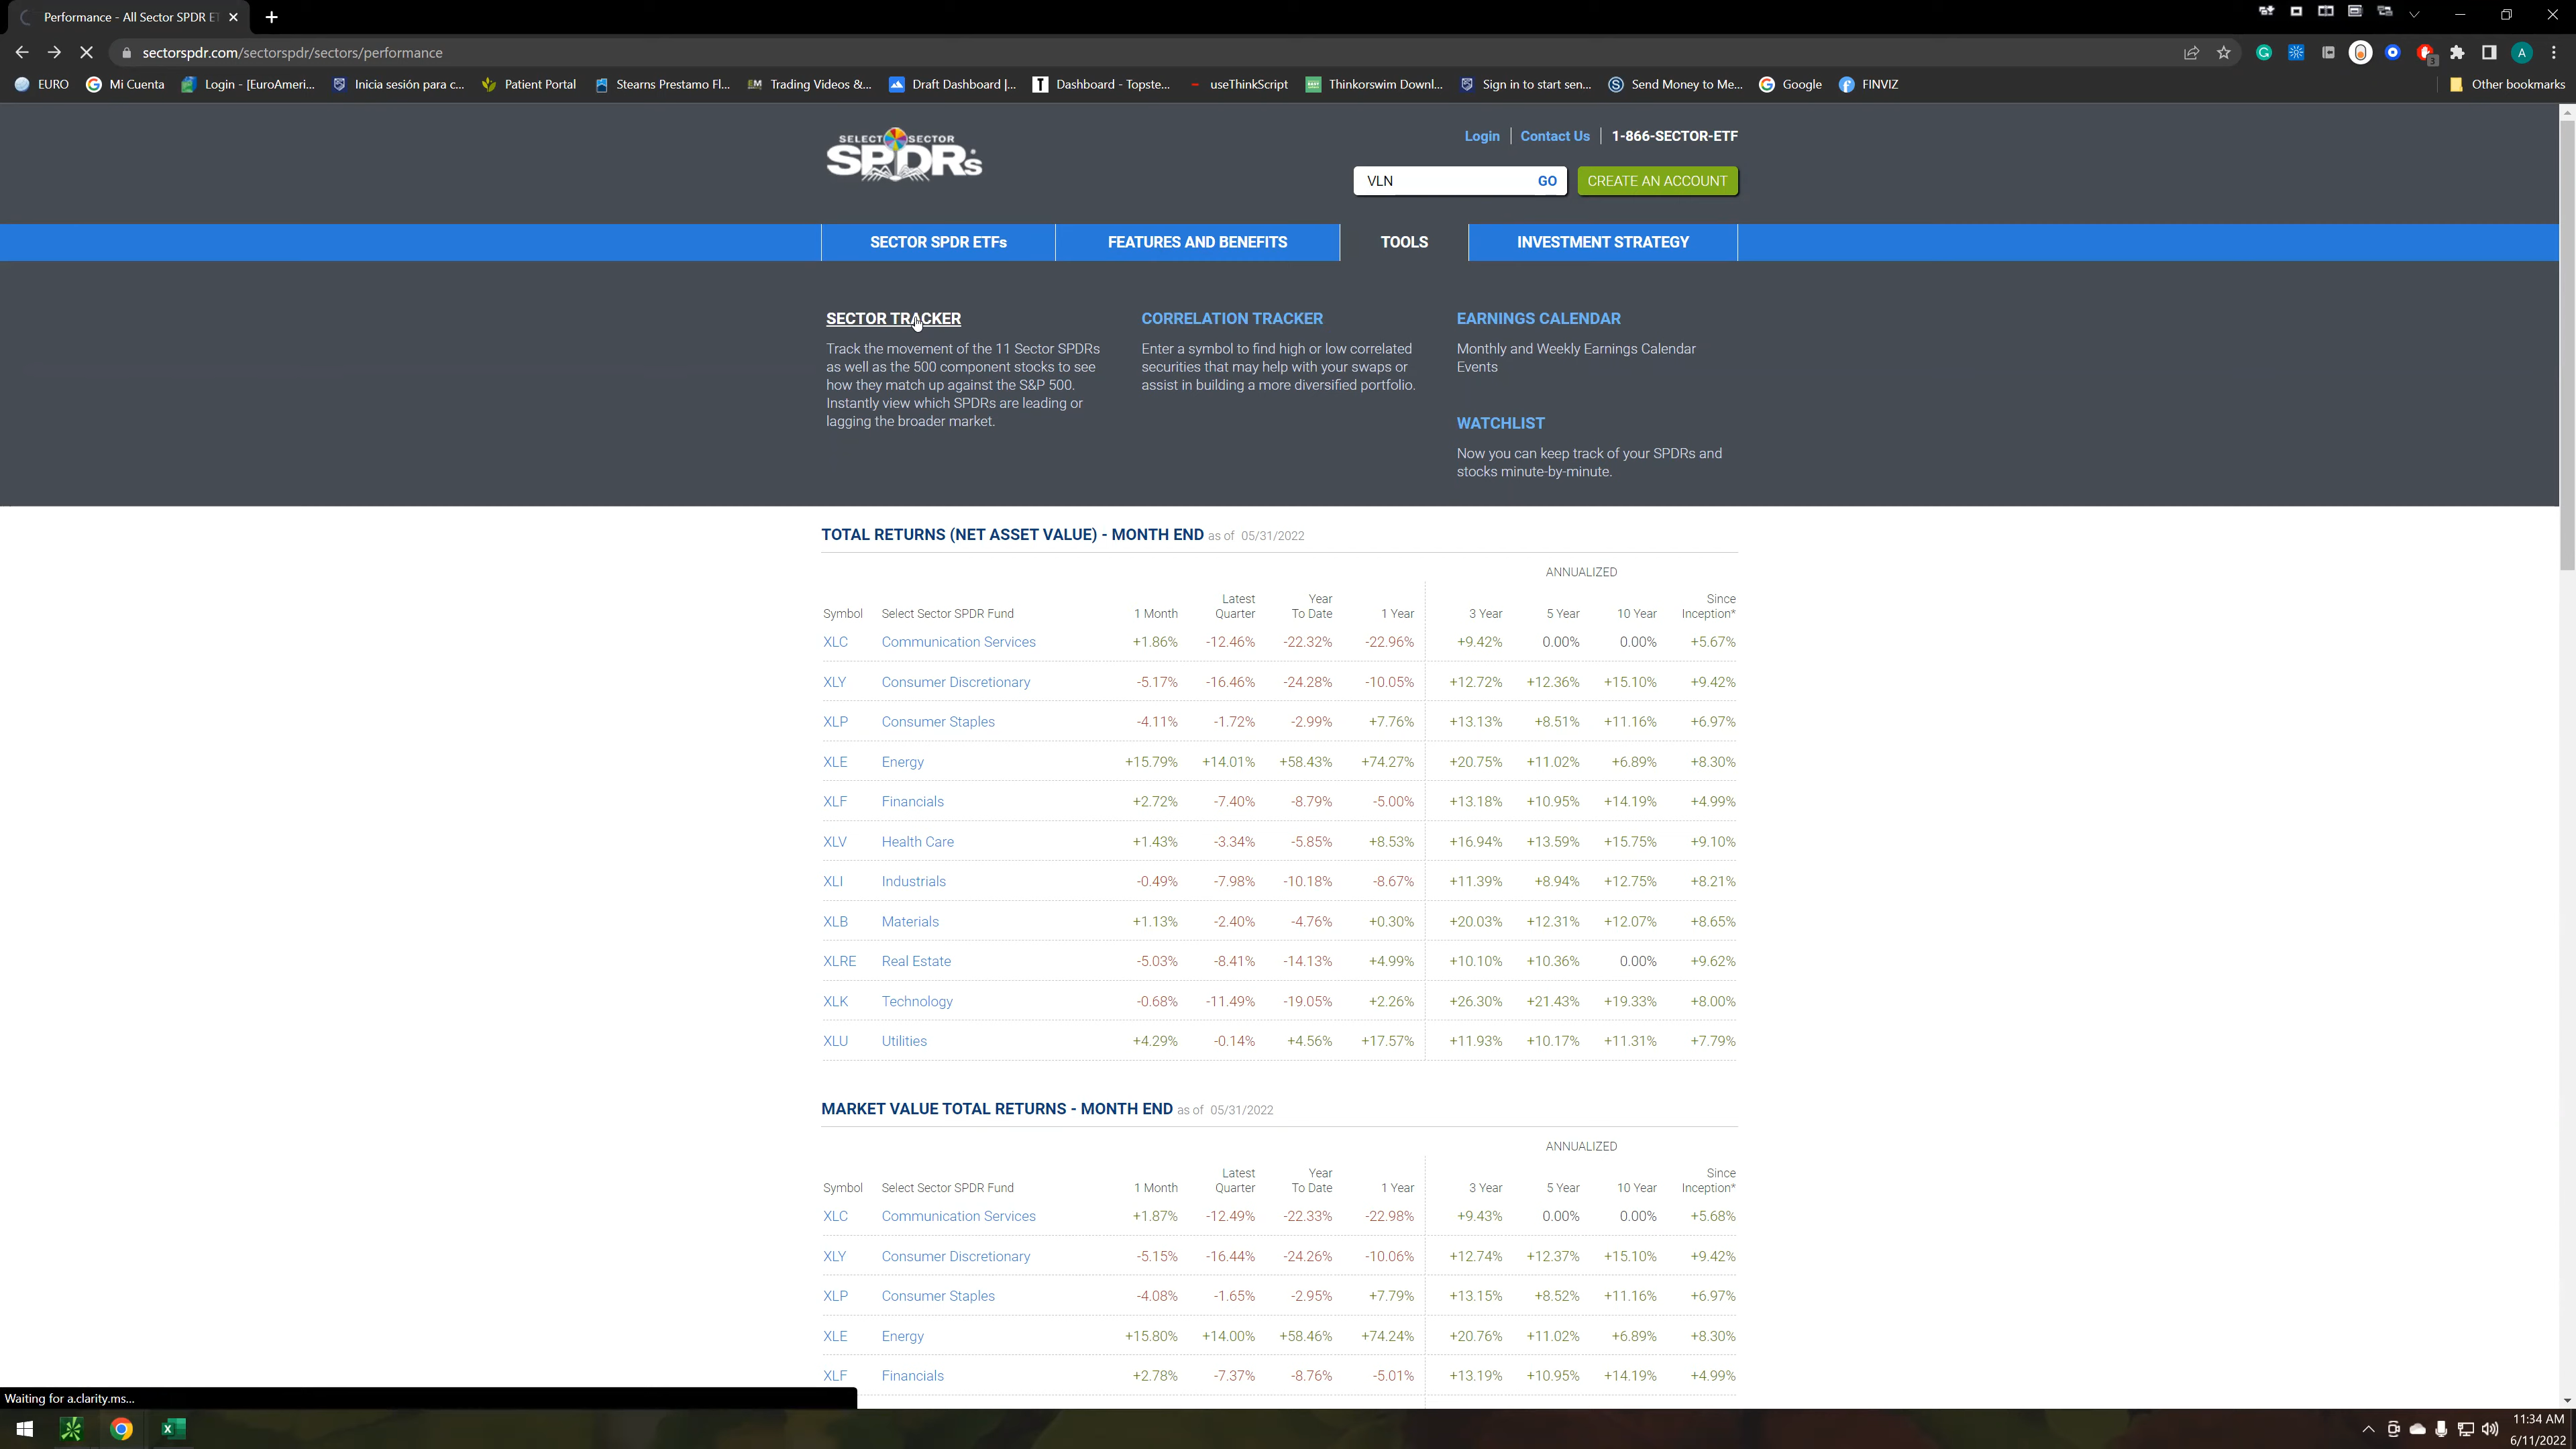 Performance - All Sector SPDR ET
sectorspdr.com/sectorspdr/sectors/performance
3
A
EURO
Mi Cuenta
Login - [EuroAmeri...
Inicia sesión para c...
Patient Portal
Stearns Prestamo Fl...
Trading Videos &...
Draft Dashboard |...
Dashboard - Topste...
useThinkScript
Thinkorswim Downl...
Sign in to start sen...
Send Money to Me...
Google
FINVIZ
Other bookmarks
SELECT SECTOR
SPDRs
Login
Contact Us
1-866-SECTOR-ETF
VLN
GO
CREATE AN ACCOUNT
SECTOR SPDR ETFs
FEATURES AND BENEFITS
TOOLS
INVESTMENT STRATEGY
SECTOR TRACKER
Track the movement of the 11 Sector SPDRs
as well as the 500 component stocks to see
how they match up against the S&P 500.
Instantly view which SPDRs are leading or
lagging the broader market.
CORRELATION TRACKER
Enter a symbol to find high or low correlated
securities that may help with your swaps or
assist in building a more diversified portfolio.
EARNINGS CALENDAR
Monthly and Weekly Earnings Calendar
Events
WATCHLIST
Now you can keep track of your SPDRs and
stocks minute-by-minute.
TOTAL RETURNS (NET ASSET VALUE) - MONTH END as of 05/31/2022
ANNUALIZED
Symbol Select Sector SPDR Fund 1 Month Latest Quarter Year To Date 1 Year 3 Year 5 Year 10 Year Since Inception*
XLC Communication Services +1.86% -12.46% -22.32% -22.96% +9.42% 0.00% 0.00% +5.67%
XLY Consumer Discretionary -5.17% -16.46% -24.28% -10.05% +12.72% +12.36% +15.10% +9.42%
XLP Consumer Staples -4.11% -1.72% -2.99% +7.76% +13.13% +8.51% +11.16% +6.97%
XLE Energy +15.79% +14.01% +58.43% +74.27% +20.75% +11.02% +6.89% +8.30%
XLF Financials +2.72% -7.40% -8.79% -5.00% +13.18% +10.95% +14.19% +4.99%
XLV Health Care +1.43% -3.34% -5.85% +8.53% +16.94% +13.59% +15.75% +9.10%
XLI Industrials -0.49% -7.98% -10.18% -8.67% +11.39% +8.94% +12.75% +8.21%
XLB Materials +1.13% -2.40% -4.76% +0.30% +20.03% +12.31% +12.07% +8.65%
XLRE Real Estate -5.03% -8.41% -14.13% +4.99% +10.10% +10.36% 0.00% +9.62%
XLK Technology -0.68% -11.49% -19.05% +2.26% +26.30% +21.43% +19.33% +8.00%
XLU Utilities +4.29% -0.14% +4.56% +17.57% +11.93% +10.17% +11.31% +7.79%
MARKET VALUE TOTAL RETURNS - MONTH END as of 05/31/2022
ANNUALIZED
Symbol Select Sector SPDR Fund 1 Month Latest Quarter Year To Date 1 Year 3 Year 5 Year 10 Year Since Inception*
XLC Communication Services +1.87% -12.49% -22.33% -22.98% +9.43% 0.00% 0.00% +5.68%
XLY Consumer Discretionary -5.15% -16.44% -24.26% -10.06% +12.74% +12.37% +15.10% +9.42%
XLP Consumer Staples -4.08% -1.65% -2.95% +7.79% +13.15% +8.52% +11.16% +6.97%
XLE Energy +15.80% +14.00% +58.46% +74.24% +20.76% +11.02% +6.89% +8.30%
XLF Financials +2.78% -7.37% -8.76% -5.01% +13.19% +10.95% +14.19% +4.99%
Waiting for a.clarity.ms...
11:34 AM
6/11/2022